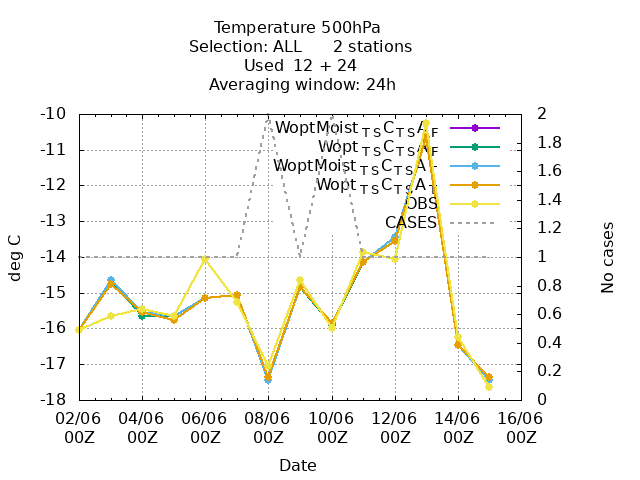 Temperature 500hPa
Selection: ALL 2 stations
Used 12 + 24
Averaging window: 24h
-10
-11
-12
-13
-14
-15
-16
-17
-18
2
1.8
1.6
1.4
1.2
1
0.8
0.6
0.4
0.2
0
WoptMoist T S C T S A F
Wopt T S C T S A F
WoptMoist T S C T S A T
Wopt T S C T S A T
OBS
CASES
deg C
No cases
02/06 04/06 06/06 08/06 10/06 12/06 14/06 16/06
00Z 00Z 00Z 00Z 00Z 00Z 00Z 00Z
Date